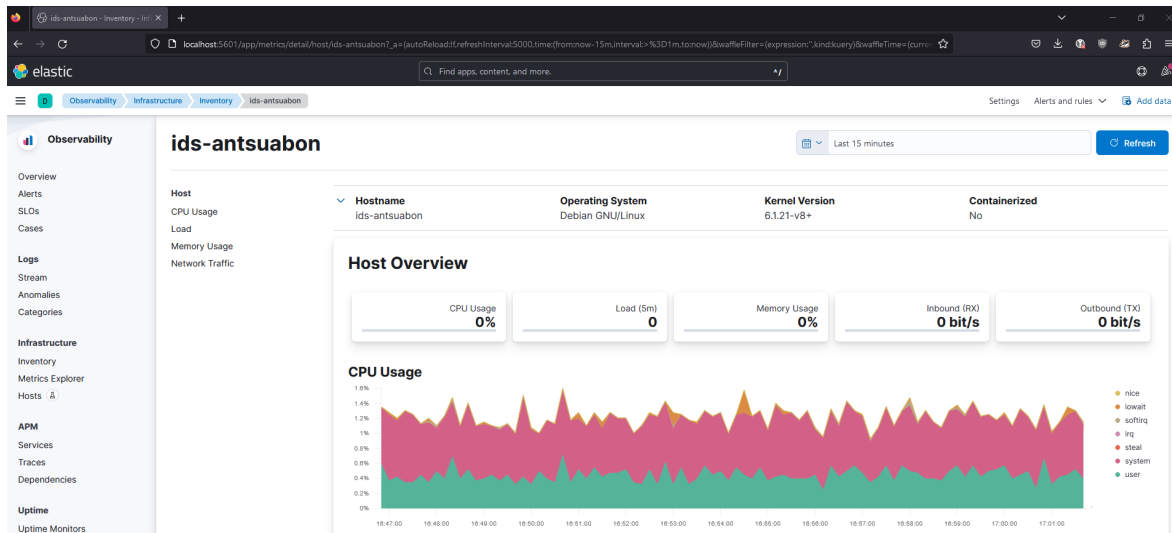 ids-antsuabon - Inventory - Inf
localhost:5601/app/metrics/detail/host/ids-antsuabon?_a=(autoReload:!f,refreshInterval:5000,time:(from:now-15m,interval:>%3D1m,to:now))&waffleFilter=(expression:'',kind:kuery)&waffleTime=(curre
elastic
Find apps, content, and more.
^/
D Observability Infrastructure Inventory ids-antsuabon Settings Alerts and rules Add data
Observability
Overview
Alerts
SLOs
Cases
Logs
Stream
Anomalies
Categories
Infrastructure
Inventory
Metrics Explorer
Hosts
APM
Services
Traces
Dependencies
Uptime
Uptime Monitors
ids-antsuabon
Last 15 minutes
Refresh
Host
CPU Usage
Load
Memory Usage
Network Traffic
Hostname Operating System Kernel Version Containerized
ids-antsuabon Debian GNU/Linux 6.1.21-v8+ No
Host Overview
CPU Usage Load (5m) Memory Usage Inbound (RX) Outbound (TX)
0% 0 0% 0 bit/s 0 bit/s
CPU Usage
1.6%
1.4%
1.2%
1%
0.8%
0.6%
0.4%
0.2%
0%
16:47:00 16:48:00 16:49:00 16:50:00 16:51:00 16:52:00 16:53:00 16:54:00 16:55:00 16:56:00 16:57:00 16:58:00 16:59:00 17:00:00 17:01:00
nice
iowait
softirq
irq
steal
system
user